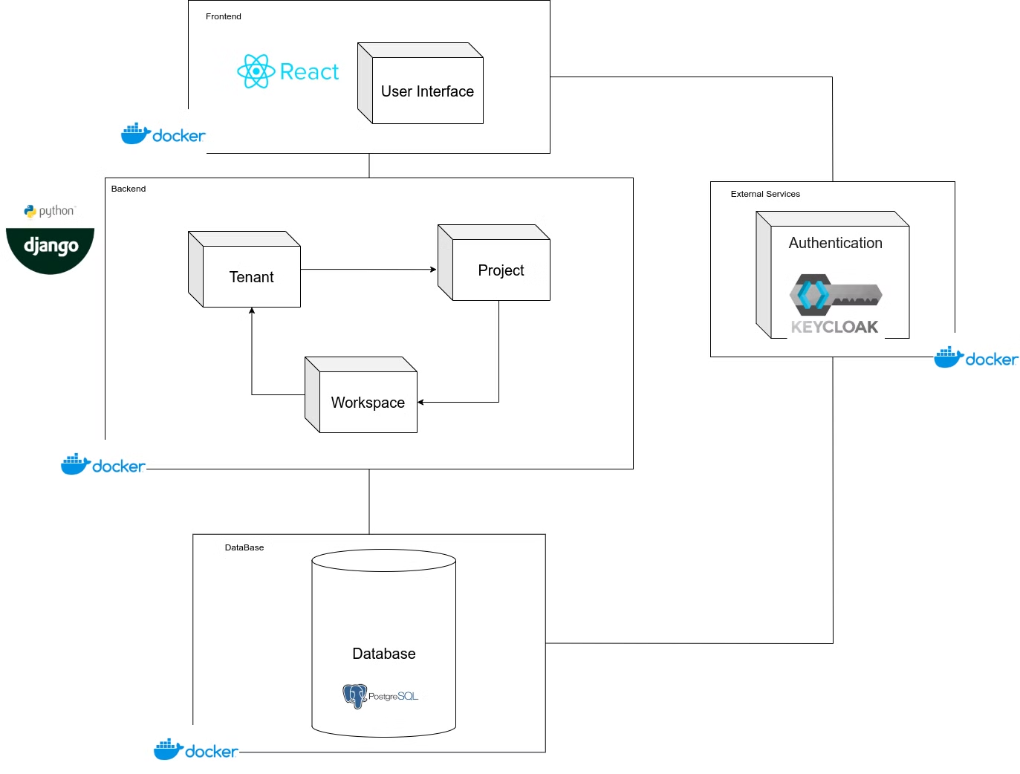 Frontend
React
User Interface
docker
Backend
python
django
Tenant
Project
Workspace
docker
External Services
Authentication
KEYCLOAK
docker
DataBase
Database
PostgreSQL
docker